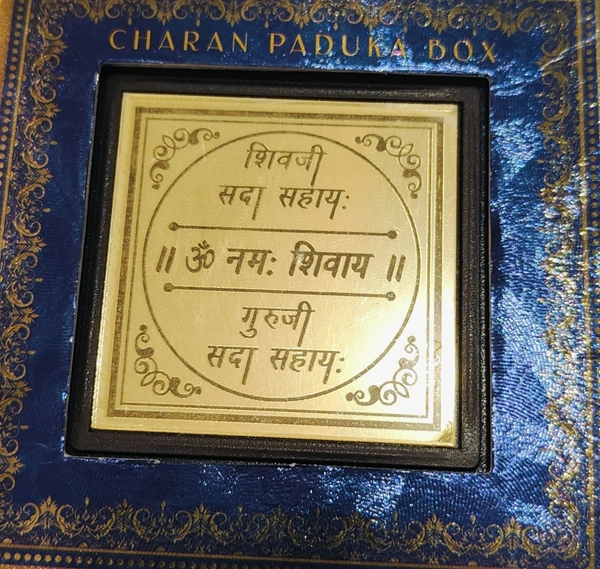 CHARAN PADUKA BOX
शिवजी
सदा सहाय:
॥ ॐ नमः शिवाय ॥
गुरुजी
सदा सहाय: